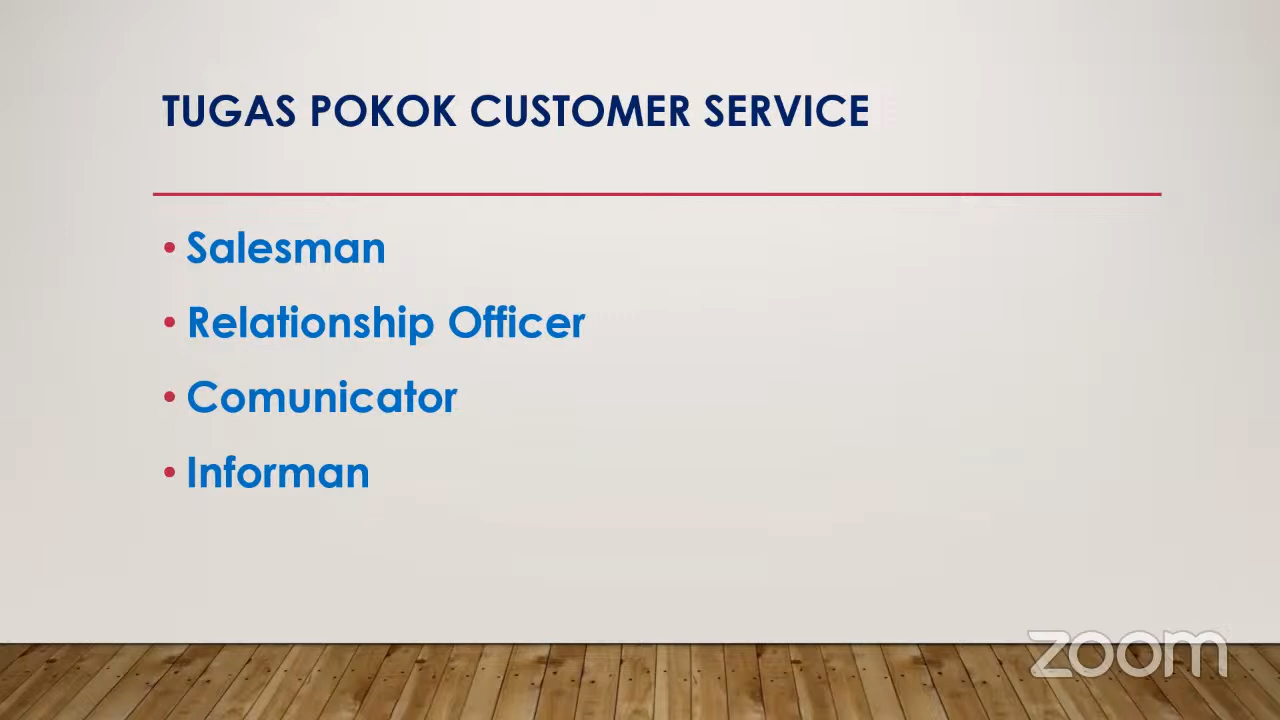 TUGAS POKOK CUSTOMER SERVICE
• Salesman
• Relationship Officer
• Comunicator
• Informan
zoom